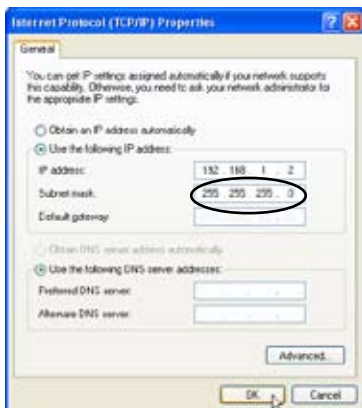 Internet Protocol (TCP/IP) Properties
General
You can get IP settings assigned automatically if your network supports
this capability. Otherwise, you need to ask your network administrator for
the appropriate IP settings.
Obtain an IP address automatically
Use the following IP address:
IP address: 192 . 168 . 1 . 2
Subnet mask: 255 . 255 . 255 . 0
Default gateway:
Obtain DNS server address automatically
Use the following DNS server addresses:
Preferred DNS server:
Alternate DNS server:
Advanced...
OK Cancel